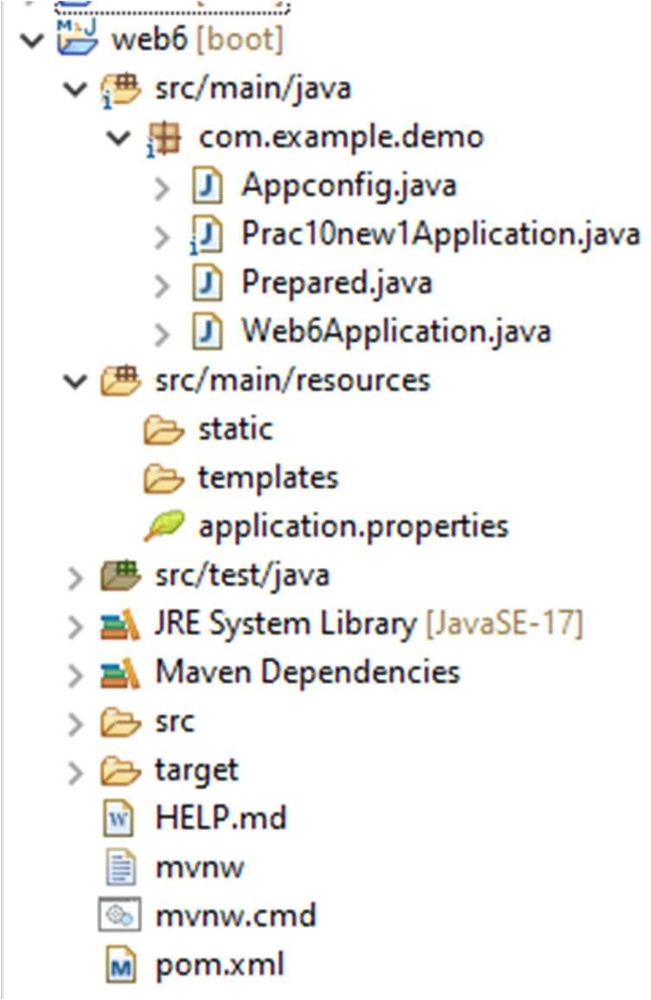 web6 [boot]
src/main/java
com.example.demo
Appconfig.java
Prac10new1Application.java
Prepared.java
Web6Application.java
src/main/resources
static
templates
application.properties
src/test/java
JRE System Library [JavaSE-17]
Maven Dependencies
src
target
HELP.md
mvnw
mvnw.cmd
pom.xml